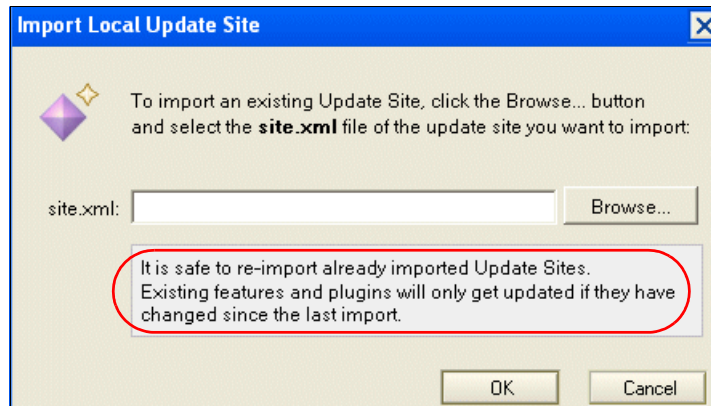 Import Local Update Site
To import an existing Update Site, click the Browse... button
and select the site.xml file of the update site you want to import:
site.xml:
Browse...
It is safe to re-import already imported Update Sites.
Existing features and plugins will only get updated if they have
changed since the last import.
OK
Cancel